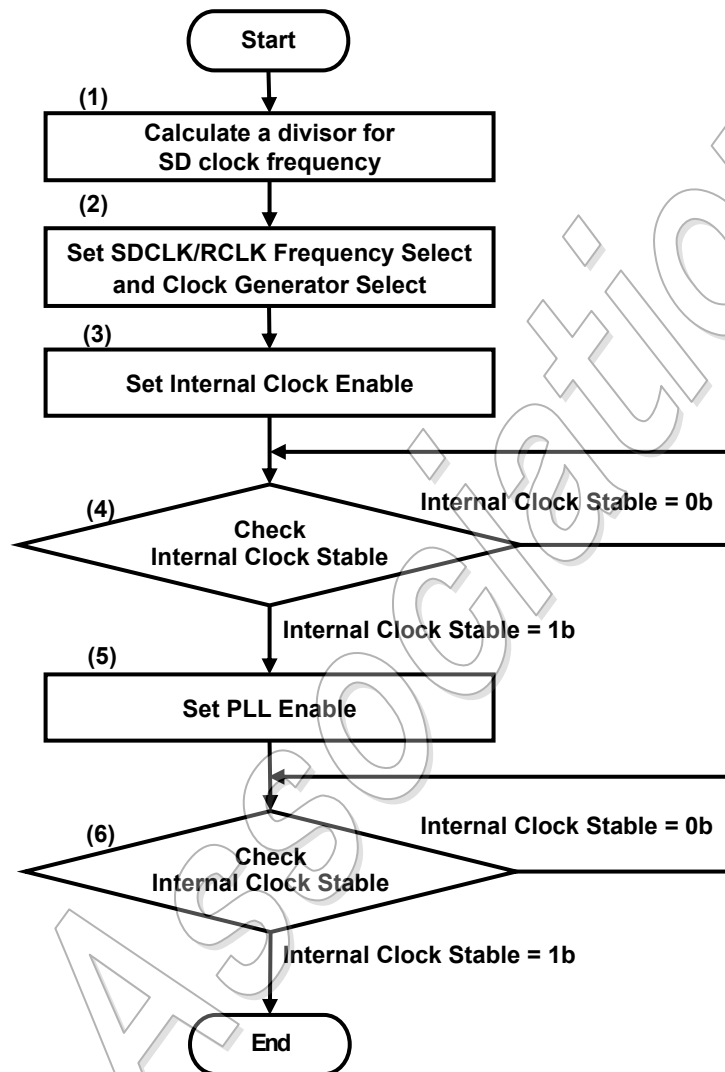 Start
(1)
Calculate a divisor for
SD clock frequency
(2)
Set SDCLK/RCLK Frequency Select
and Clock Generator Select
(3)
Set Internal Clock Enable
Internal Clock Stable = 0b
(4)
Check
Internal Clock Stable
Internal Clock Stable = 1b
(5)
Set PLL Enable
Internal Clock Stable = 0b
(6)
Check
Internal Clock Stable
Internal Clock Stable = 1b
End
Association